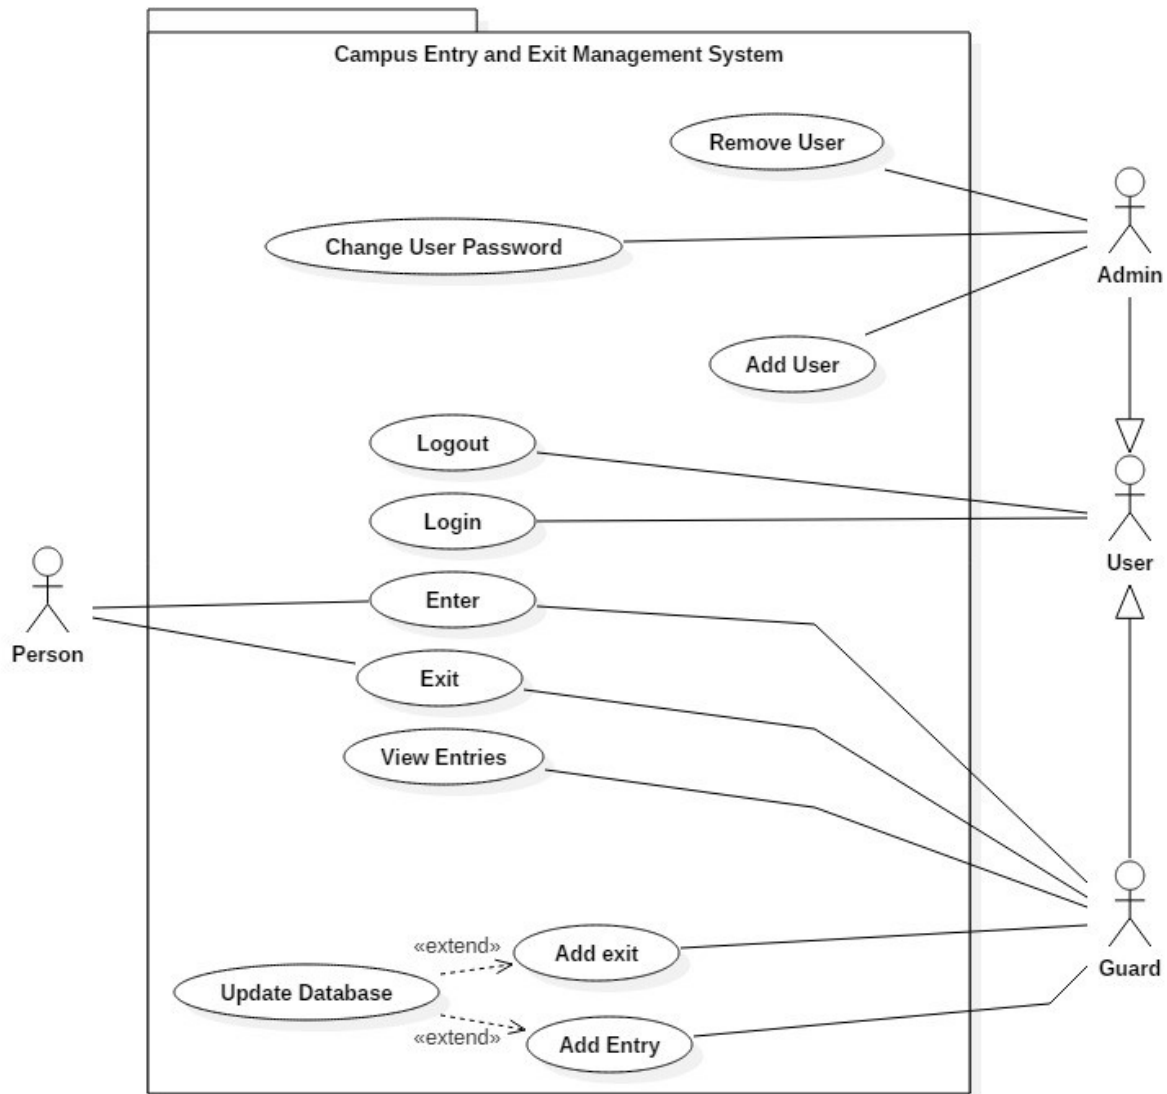 Campus Entry and Exit Management System
Remove User
Change User Password
Admin
Add User
Logout
Login
User
Enter
Person
Exit
View Entries
«extend»
Add exit
Guard
Update Database
«extend»
Add Entry